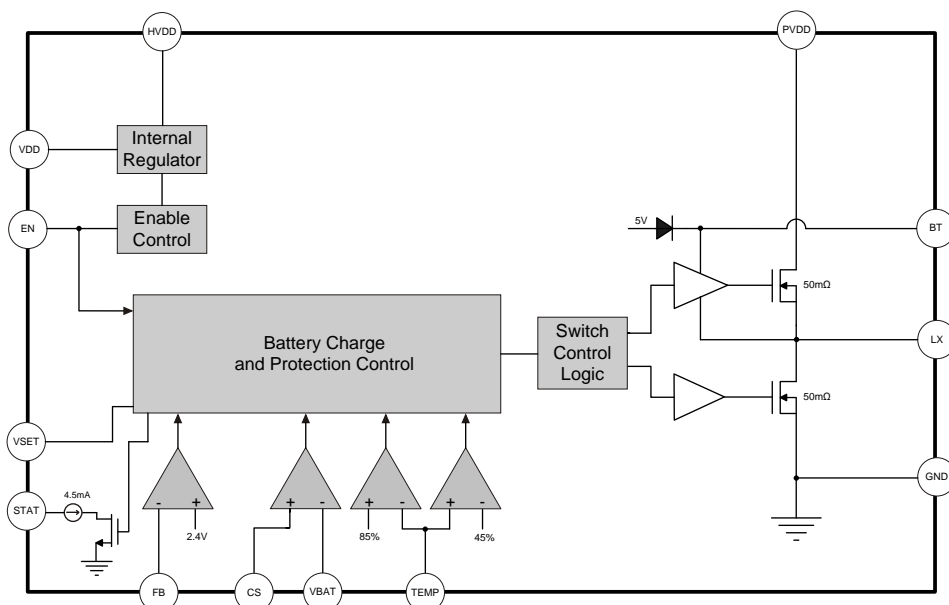 HVDD
PVDD
VDD
Internal
Regulator
EN
Enable
Control
5V
BT
50mΩ
Battery Charge
and Protection Control
Switch
Control
Logic
LX
50mΩ
VSET
GND
STAT
4.5mA
- +
+ -
+ -
+ -
2.4V
85%
45%
FB
CS
VBAT
TEMP